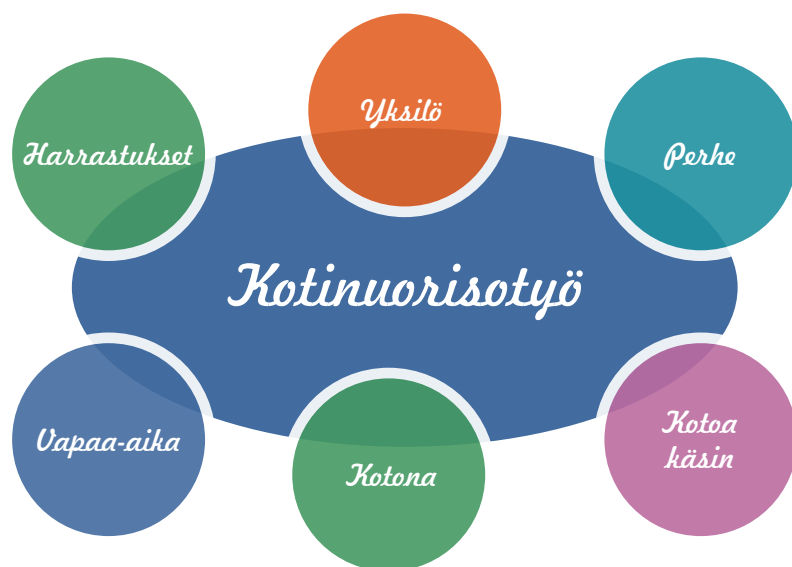 Yksilö
Harrastukset
Perhe
Kotinuorisotyö
Vapaa-aika
Kotona
Kotoa
käsin